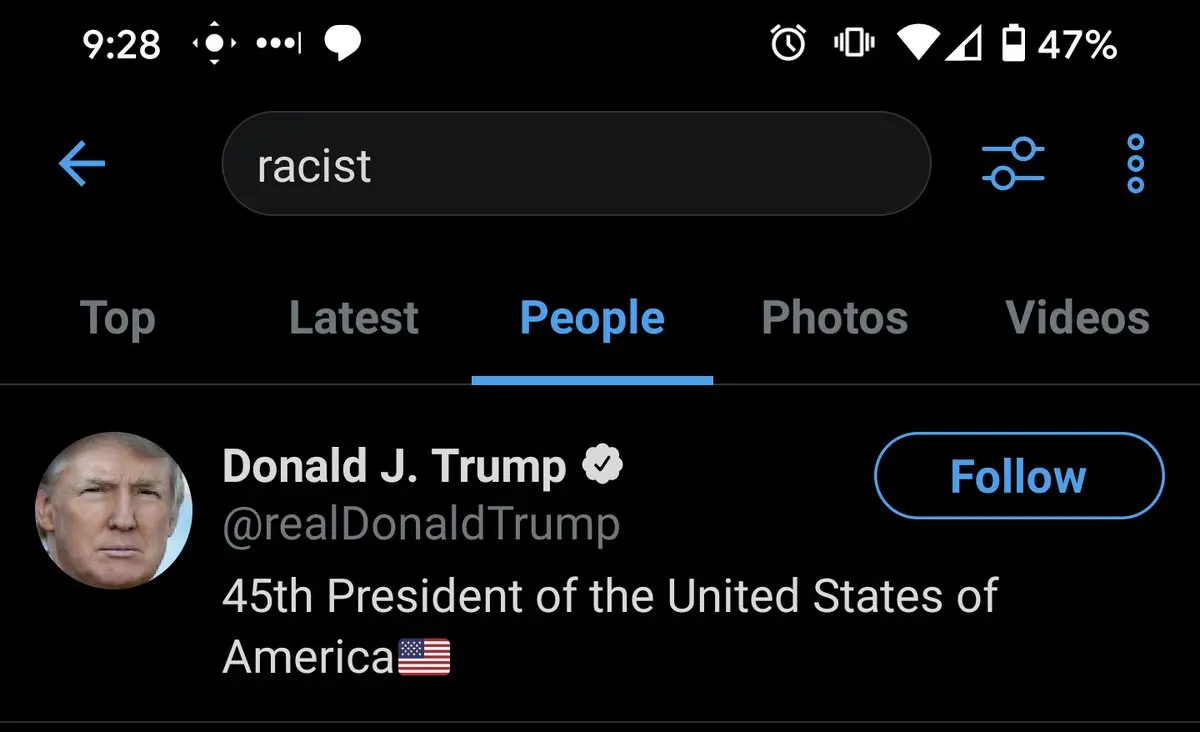 9:28 47%
racist
Top Latest People Photos Videos
Donald J. Trump
Follow
@realDonaldTrump
45th President of the United States of
America🇺🇸